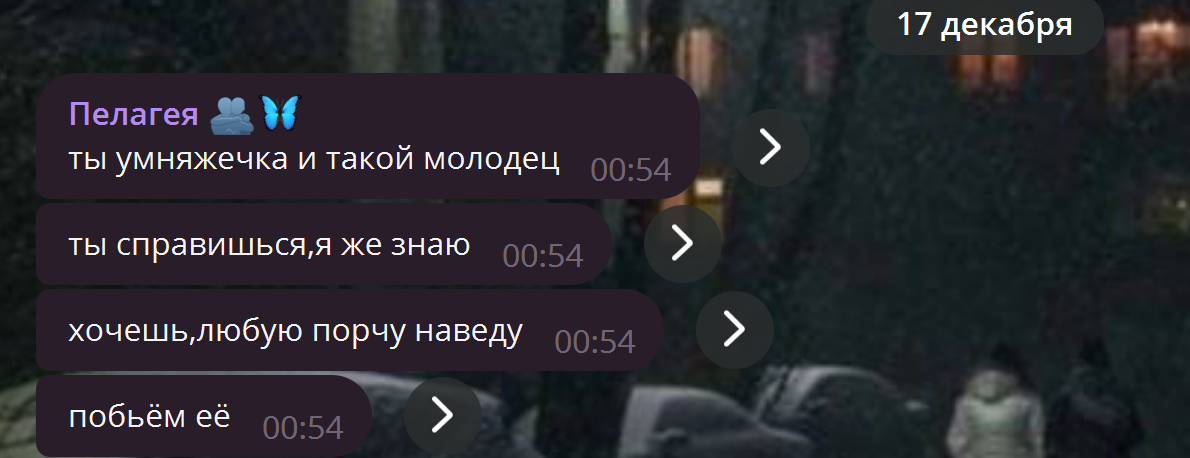 17 декабря
Пелагея 🫂🦋
ты умняжечка и такой молодец 00:54
ты справишься,я же знаю 00:54
хочешь,любую порчу наведу 00:54
побьём её 00:54